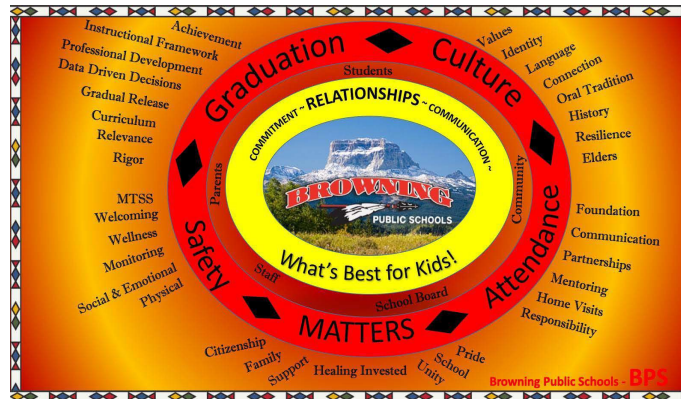 Achievement
Instructional Framework
Professional Development
Data Driven Decisions
Gradual Release
Curriculum
Relevance
Rigor
MTSS
Welcoming
Wellness
Monitoring
Social & Emotional
Physical
Citizenship
Family
Support
Healing Invested
Unity
School
Pride
Values
Identity
Language
Connection
Oral Tradition
History
Resilience
Elders
Foundation
Communication
Partnerships
Mentoring
Home Visits
Responsibility
Graduation
Culture
Attendance
MATTERS
Safety
Students
Community
School Board
Staff
Parents
COMMITMENT ~ RELATIONSHIPS ~ COMMUNICATION ~
What's Best for Kids!
BROWNING
PUBLIC SCHOOLS
Browning Public Schools - BPS